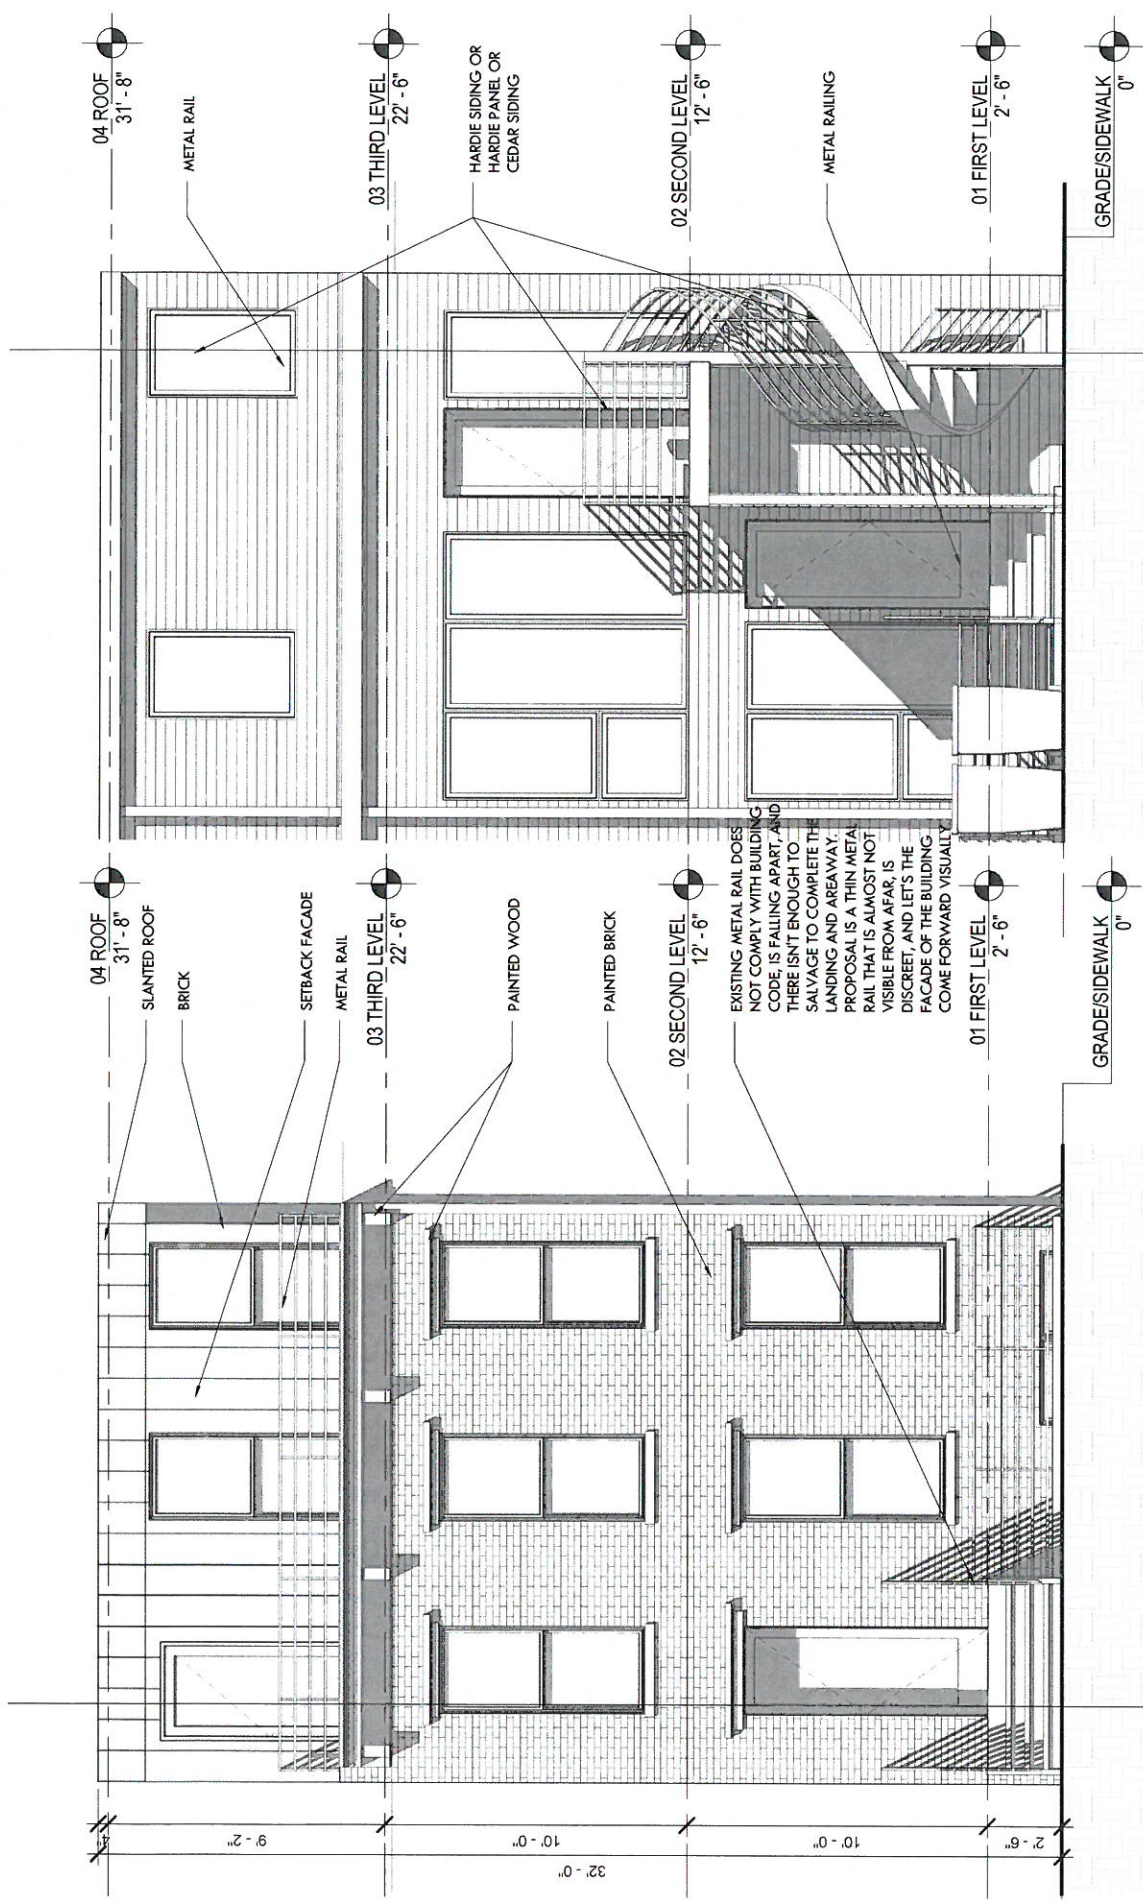 04 ROOF
31' - 8"
SLANTED ROOF
BRICK
SETBACK FACADE
METAL RAIL
03 THIRD LEVEL
22' - 6"
PAINTED WOOD
PAINTED BRICK
02 SECOND LEVEL
12' - 6"
EXISTING METAL RAIL DOES
NOT COMPLY WITH BUILDING
CODE, IS FALLING APART, AND
THERE ISN'T ENOUGH TO
SALVAGE TO COMPLETE THE
LANDING AND AREAWAY.
PROPOSAL IS A THIN METAL
RAIL THAT IS ALMOST NOT
VISIBLE FROM AFAR, IS
DISCREET, AND LET'S THE
FACADE OF THE BUILDING
COME FORWARD VISUALLY
01 FIRST LEVEL
2' - 6"
GRADE/SIDEWALK
0"
4"
9' - 2"
10' - 0"
10' - 0"
2' - 6"
32' - 0"
04 ROOF
31' - 8"
METAL RAIL
03 THIRD LEVEL
22' - 6"
HARDIE SIDING OR
HARDIE PANEL OR
CEDAR SIDING
02 SECOND LEVEL
12' - 6"
METAL RAILING
01 FIRST LEVEL
2' - 6"
GRADE/SIDEWALK
0"